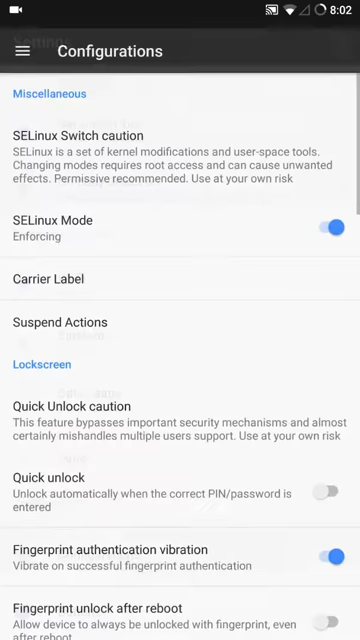 8:02
Configurations
Miscellaneous
SELinux Switch caution
SELinux is a set of kernel modifications and user-space tools.
Changing modes requires root access and can cause unwanted
effects. Permissive recommended. Use at your own risk
SELinux Mode
Enforcing
Carrier Label
Suspend Actions
Lockscreen
Quick Unlock caution
This feature bypasses important security mechanisms and almost
certainly mishandles multiple users support. Use at your own risk
Quick unlock
Unlock automatically when the correct PIN/password is
entered
Fingerprint authentication vibration
Vibrate on successful fingerprint authentication
Fingerprint unlock after reboot
Allow device to always be unlocked with fingerprint, even
after reboot